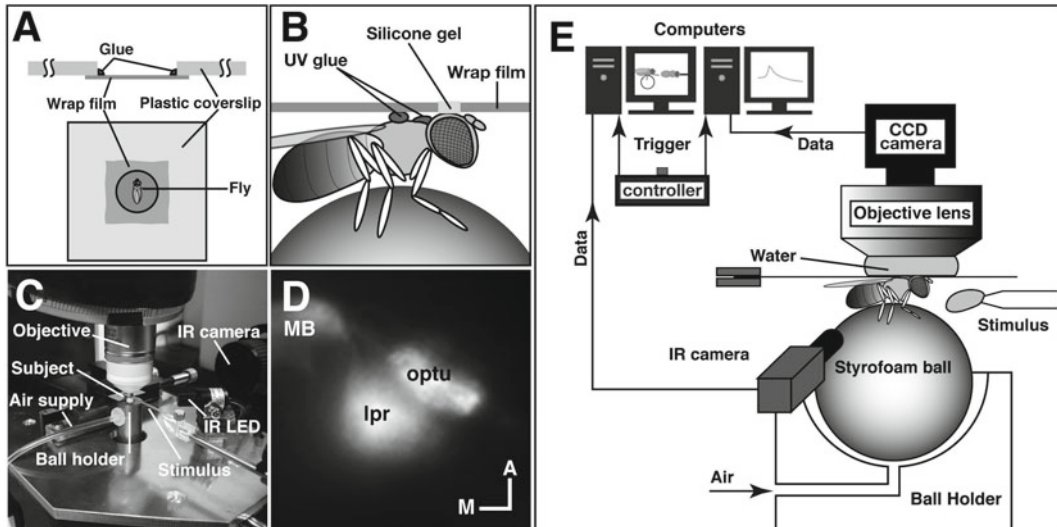 A
Glue
Wrap film
Plastic coverslip
Fly
B
Silicone gel
UV glue
Wrap film
C
Objective
IR camera
Subject
Air supply
IR LED
Ball holder
Stimulus
D
MB
optu
lpr
A
M
E
Computers
Trigger
Data
CCD
camera
controller
Objective lens
Data
Water
Stimulus
IR camera
Styrofoam ball
Air
Ball Holder